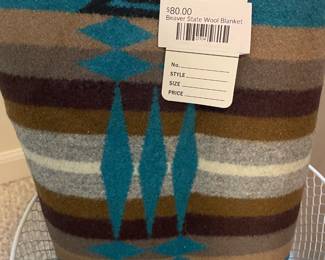 $80.00
Beaver State Wool Blanket
No.
STYLE
SIZE
PRICE